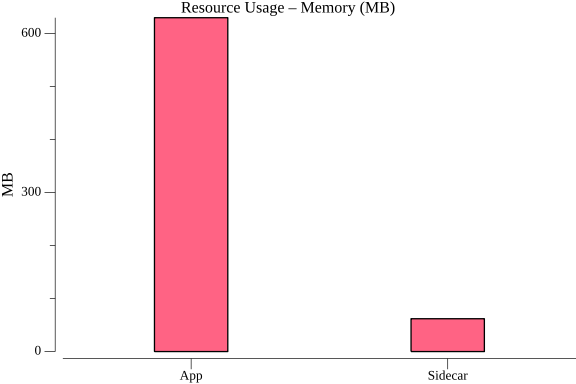 Resource Usage – Memory (MB)
MB
600
300
0
App
Sidecar